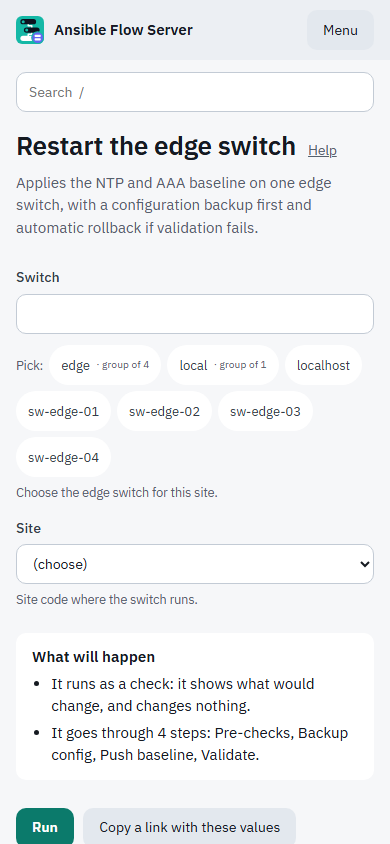 Ansible Flow Server
Menu
Search /
Restart the edge switch Help
Applies the NTP and AAA baseline on one edge
switch, with a configuration backup first and
automatic rollback if validation fails.
Switch
Pick: edge · group of 4 local · group of 1 localhost
sw-edge-01 sw-edge-02 sw-edge-03
sw-edge-04
Choose the edge switch for this site.
Site
(choose)
Site code where the switch runs.
What will happen
• It runs as a check: it shows what would
change, and changes nothing.
• It goes through 4 steps: Pre-checks, Backup
config, Push baseline, Validate.
Run Copy a link with these values